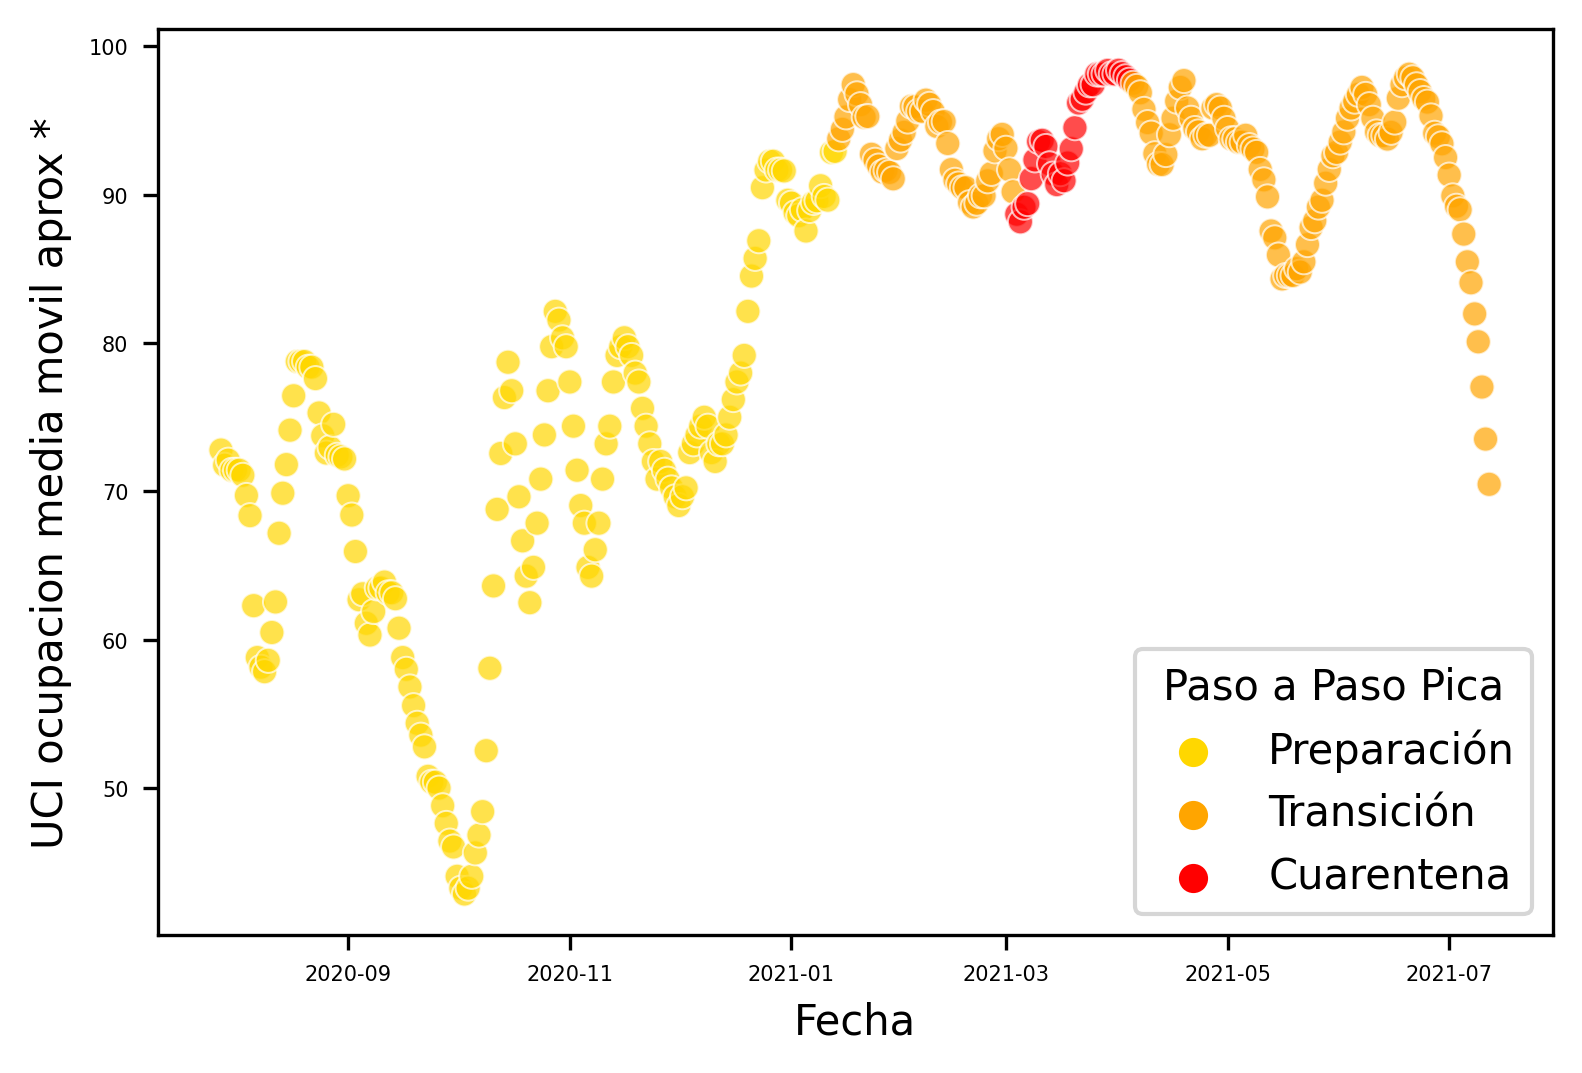 UCI ocupacion media movil aprox *
100
90
80
70
60
50
2020-09
2020-11
2021-01
2021-03
2021-05
2021-07
Fecha
Paso a Paso Pica
Preparación
Transición
Cuarentena